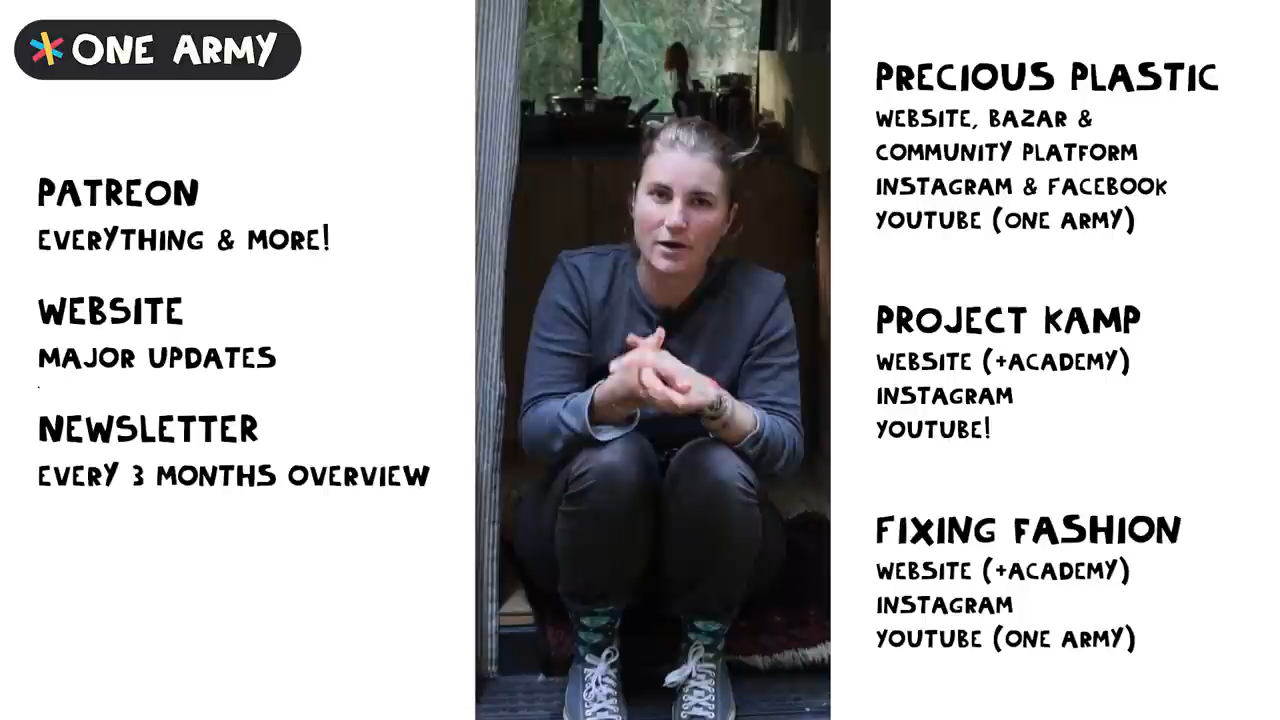 ONE ARMY
PATREON
EVERYTHING & MORE!
WEBSITE
MAJOR UPDATES
.
NEWSLETTER
EVERY 3 MONTHS OVERVIEW
PRECIOUS PLASTIC
WEBSITE, BAZAR &
COMMUNITY PLATFORM
INSTAGRAM & FACEBOOK
YOUTUBE (ONE ARMY)
PROJECT KAMP
WEBSITE (+ACADEMY)
INSTAGRAM
YOUTUBE!
FIXING FASHION
WEBSITE (+ACADEMY)
INSTAGRAM
YOUTUBE (ONE ARMY)